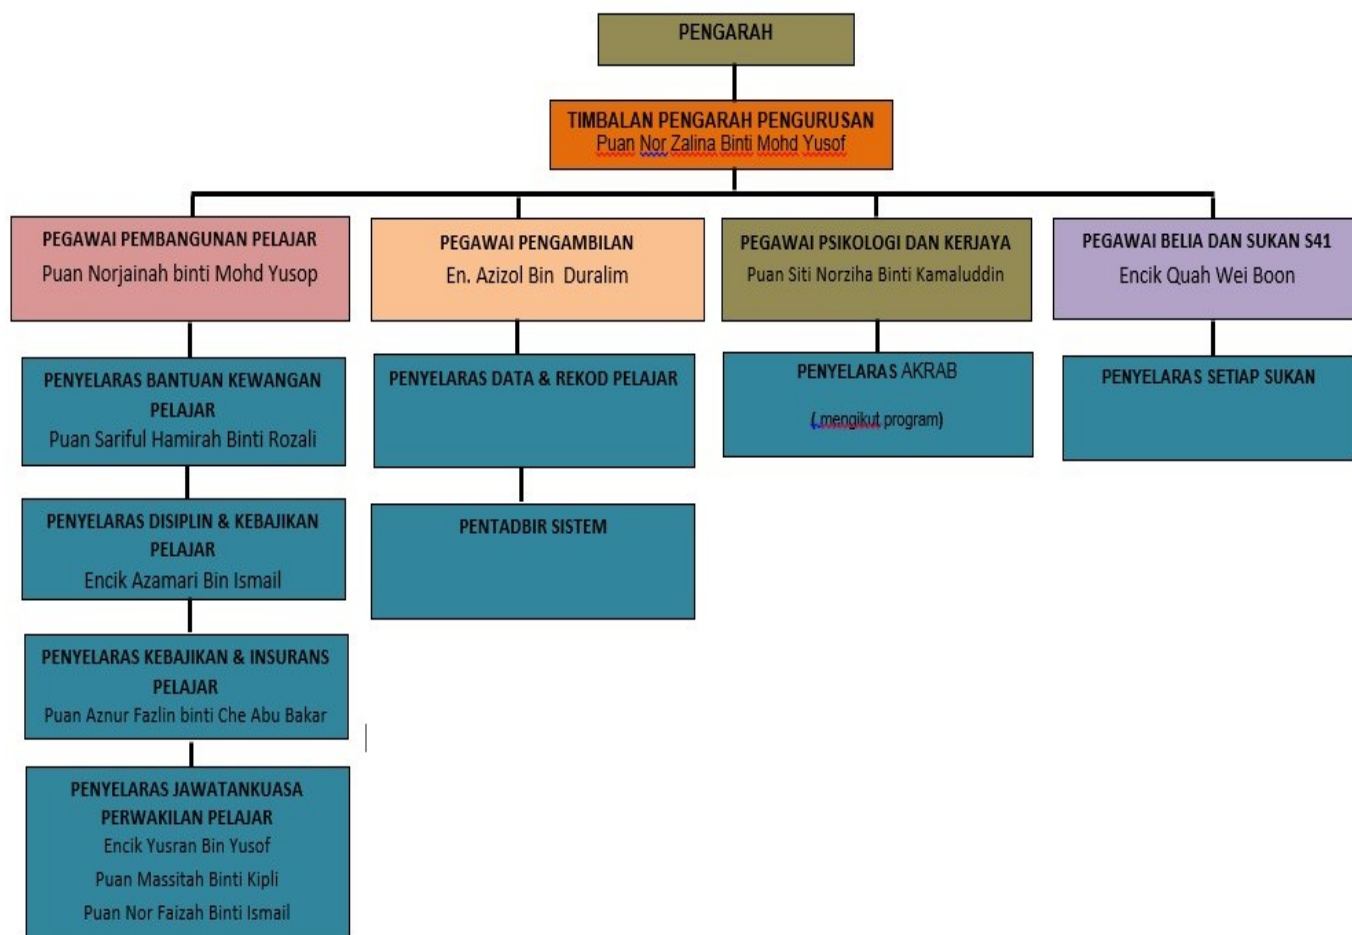 PENGARAH
TIMBALAN PENGARAH PENGURUSAN
Puan Nor Zalina Binti Mohd Yusof
PEGAWAI PEMBANGUNAN PELAJAR
Puan Norjainah binti Mohd Yusop
PENYELARAS BANTUAN KEWANGAN
PELAJAR
Puan Sariful Hamirah Binti Rozali
PENYELARAS DISIPLIN & KEBAJIKAN
PELAJAR
Encik Azamari Bin Ismail
PENYELARAS KEBAJIKAN & INSURANS
PELAJAR
Puan Aznur Fazlin binti Che Abu Bakar
PENYELARAS JAWATANKUASA
PERWAKILAN PELAJAR
Encik Yusran Bin Yusof
Puan Massitah Binti Kipli
Puan Nor Faizah Binti Ismail
PEGAWAI PENGAMBILAN
En. Azizol Bin Duralim
PENYELARAS DATA & REKOD PELAJAR
PENTADBIR SISTEM
PEGAWAI PSIKOLOGI DAN KERJAYA
Puan Siti Norziha Binti Kamaluddin
PENYELARAS AKRAB
( mengikut program)
PEGAWAI BELIA DAN SUKAN S41
Encik Quah Wei Boon
PENYELARAS SETIAP SUKAN